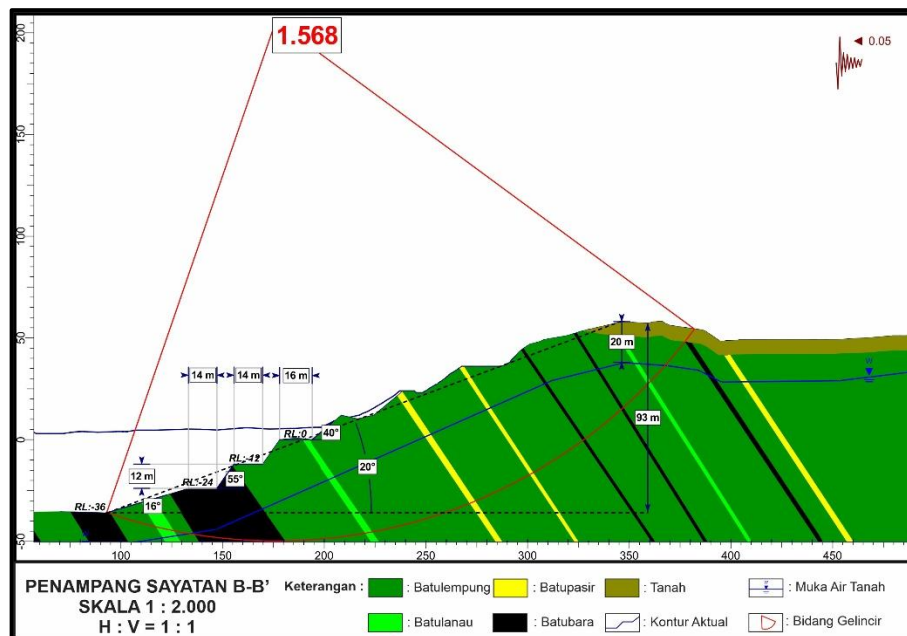 1.568
0.05
200
150
100
50
0
-50
14 m
14 m
16 m
20 m
93 m
12 m
RL:0
RL:-12
RL:-24
RL:-36
40°
20°
55°
16°
100
150
200
250
300
350
400
450
PENAMPANG SAYATAN B-B'
SKALA 1 : 2.000
H : V = 1 : 1
Keterangan :
: Batulempung
: Batupasir
: Tanah
: Muka Air Tanah
: Batulanau
: Batubara
: Kontur Aktual
: Bidang Gelincir